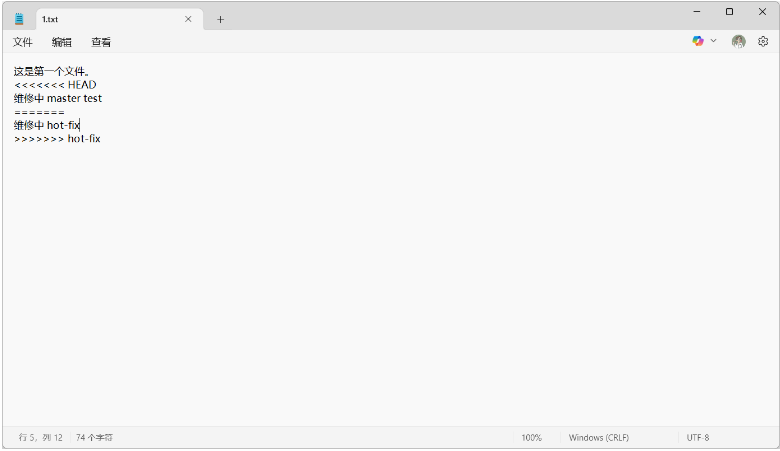 1.txt
文件 编辑 查看
这是第一个文件。
<<<<<<< HEAD
维修中 master test
=======
维修中 hot-fix
>>>>>>> hot-fix
行 5，列 12 74 个字符 100% Windows (CRLF) UTF-8